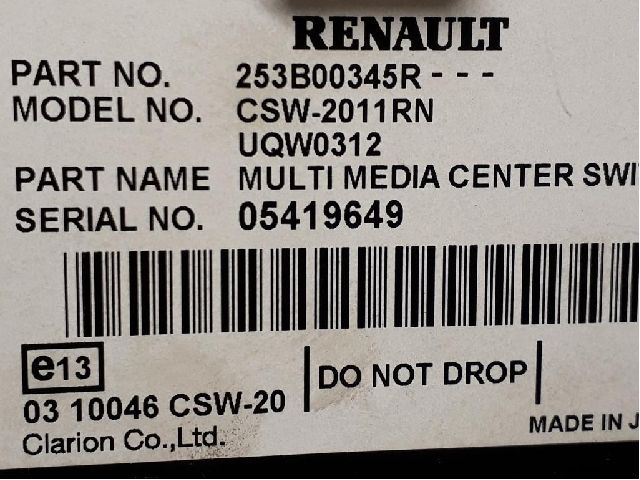 RENAULT
PART NO. 253B00345R - - -
MODEL NO. CSW-2011RN
UQW0312
PART NAME MULTI MEDIA CENTER SWI
SERIAL NO. 05419649
e13
03 10046 CSW-20
DO NOT DROP
Clarion Co.,Ltd.
MADE IN J